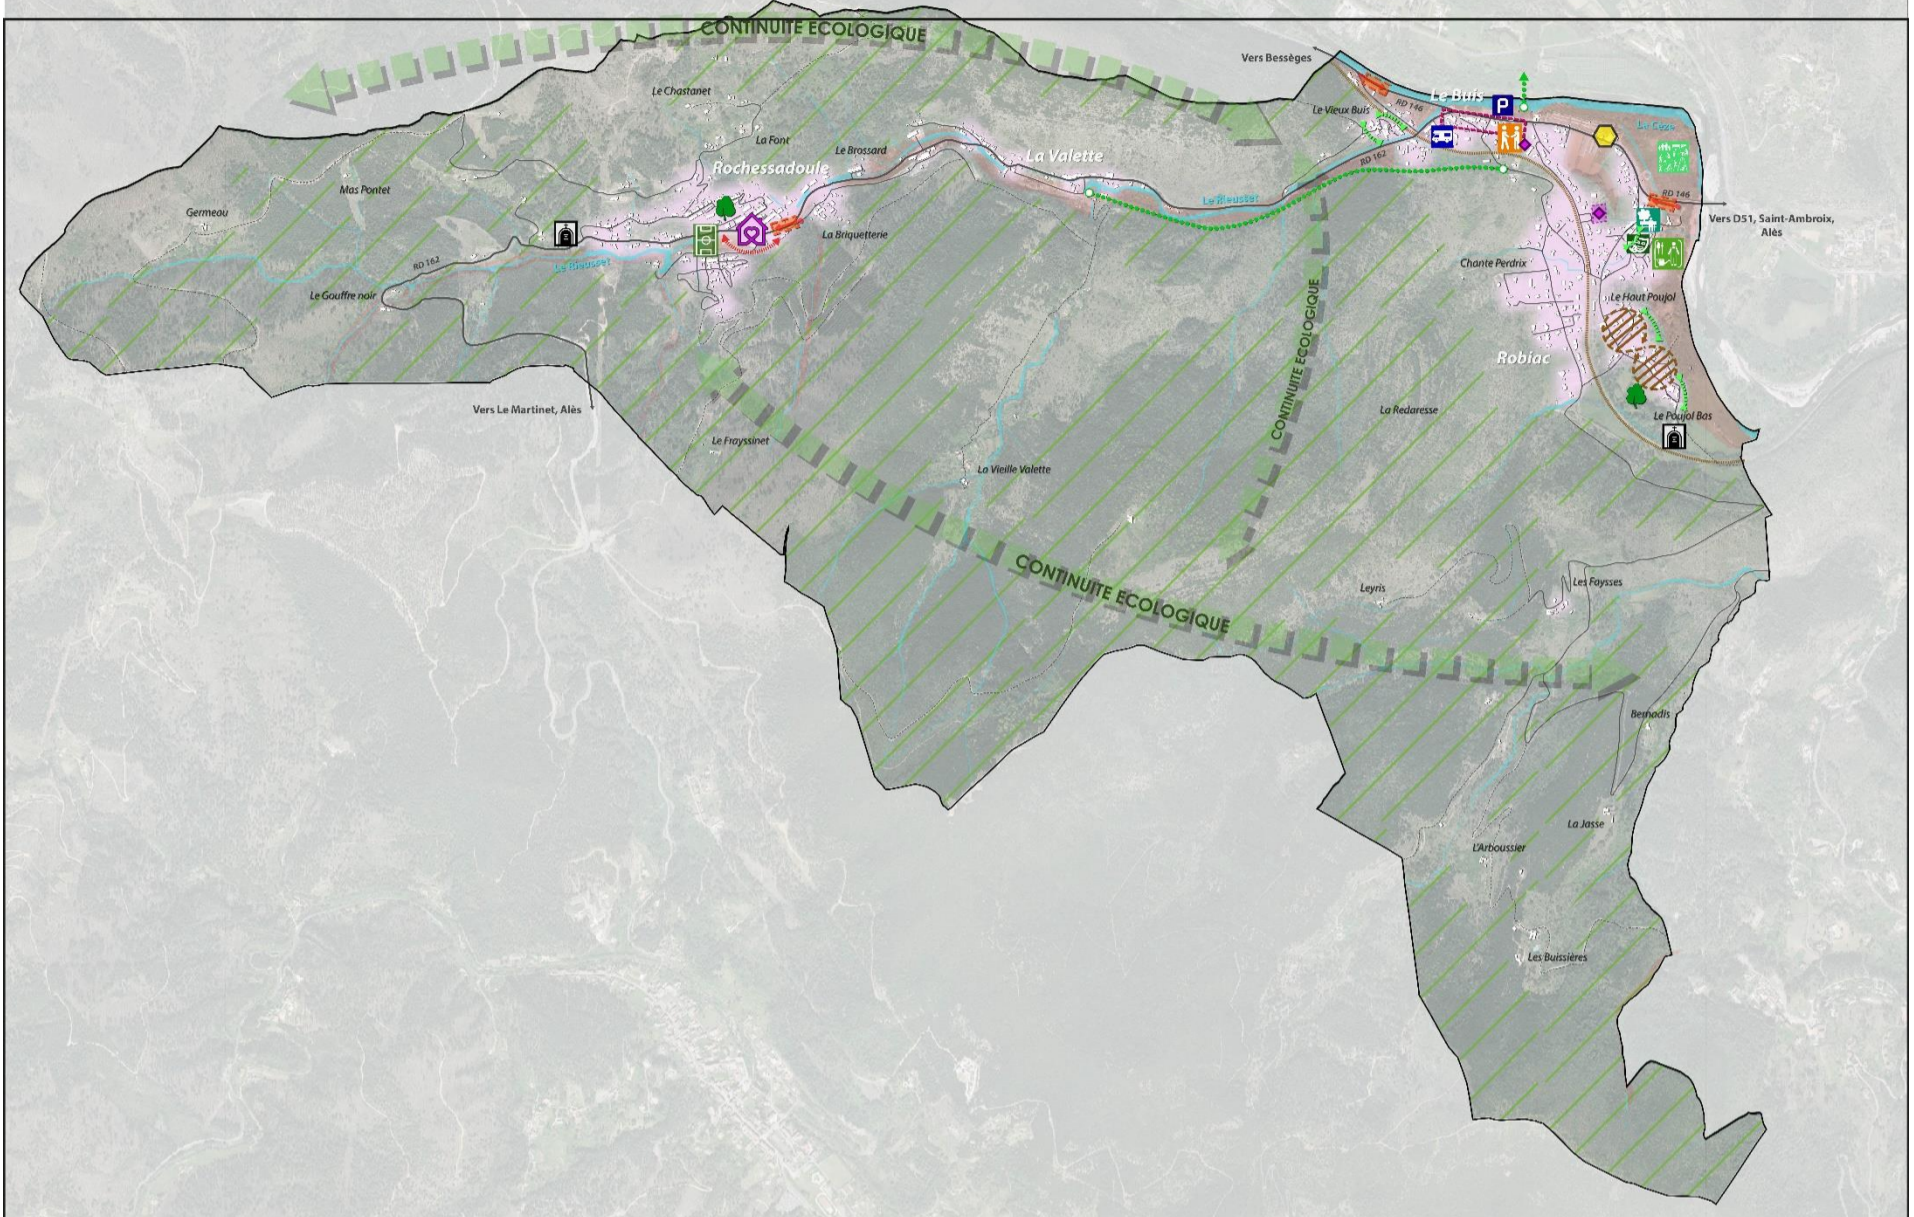 CONTINUITE ECOLOGIQUE
Vers Bessèges
Le Chastanet
Le Buis
P
RD 146
Le Vieux Buis
Le Cèze
La Font
Le Brossard
La Valette
RD 162
Rochessadoule
Mas Pontet
RD 146
Le Rieusset
Germeau
Vers D51, Saint-Ambroix,
Alès
La Briquetterie
RD 162
Le Rieusset
Chante Perdrix
Le Gouffre noir
Le Haut Poujol
CONTINUITE ECOLOGIQUE
Robiac
Vers Le Martinet, Alès
La Redaresse
Le Poujol Bas
Le Frayssinet
La Vieille Valette
CONTINUITE ECOLOGIQUE
Leyris
Les Faysses
Bernadis
La Jasse
L'Arboussier
Les Buissières